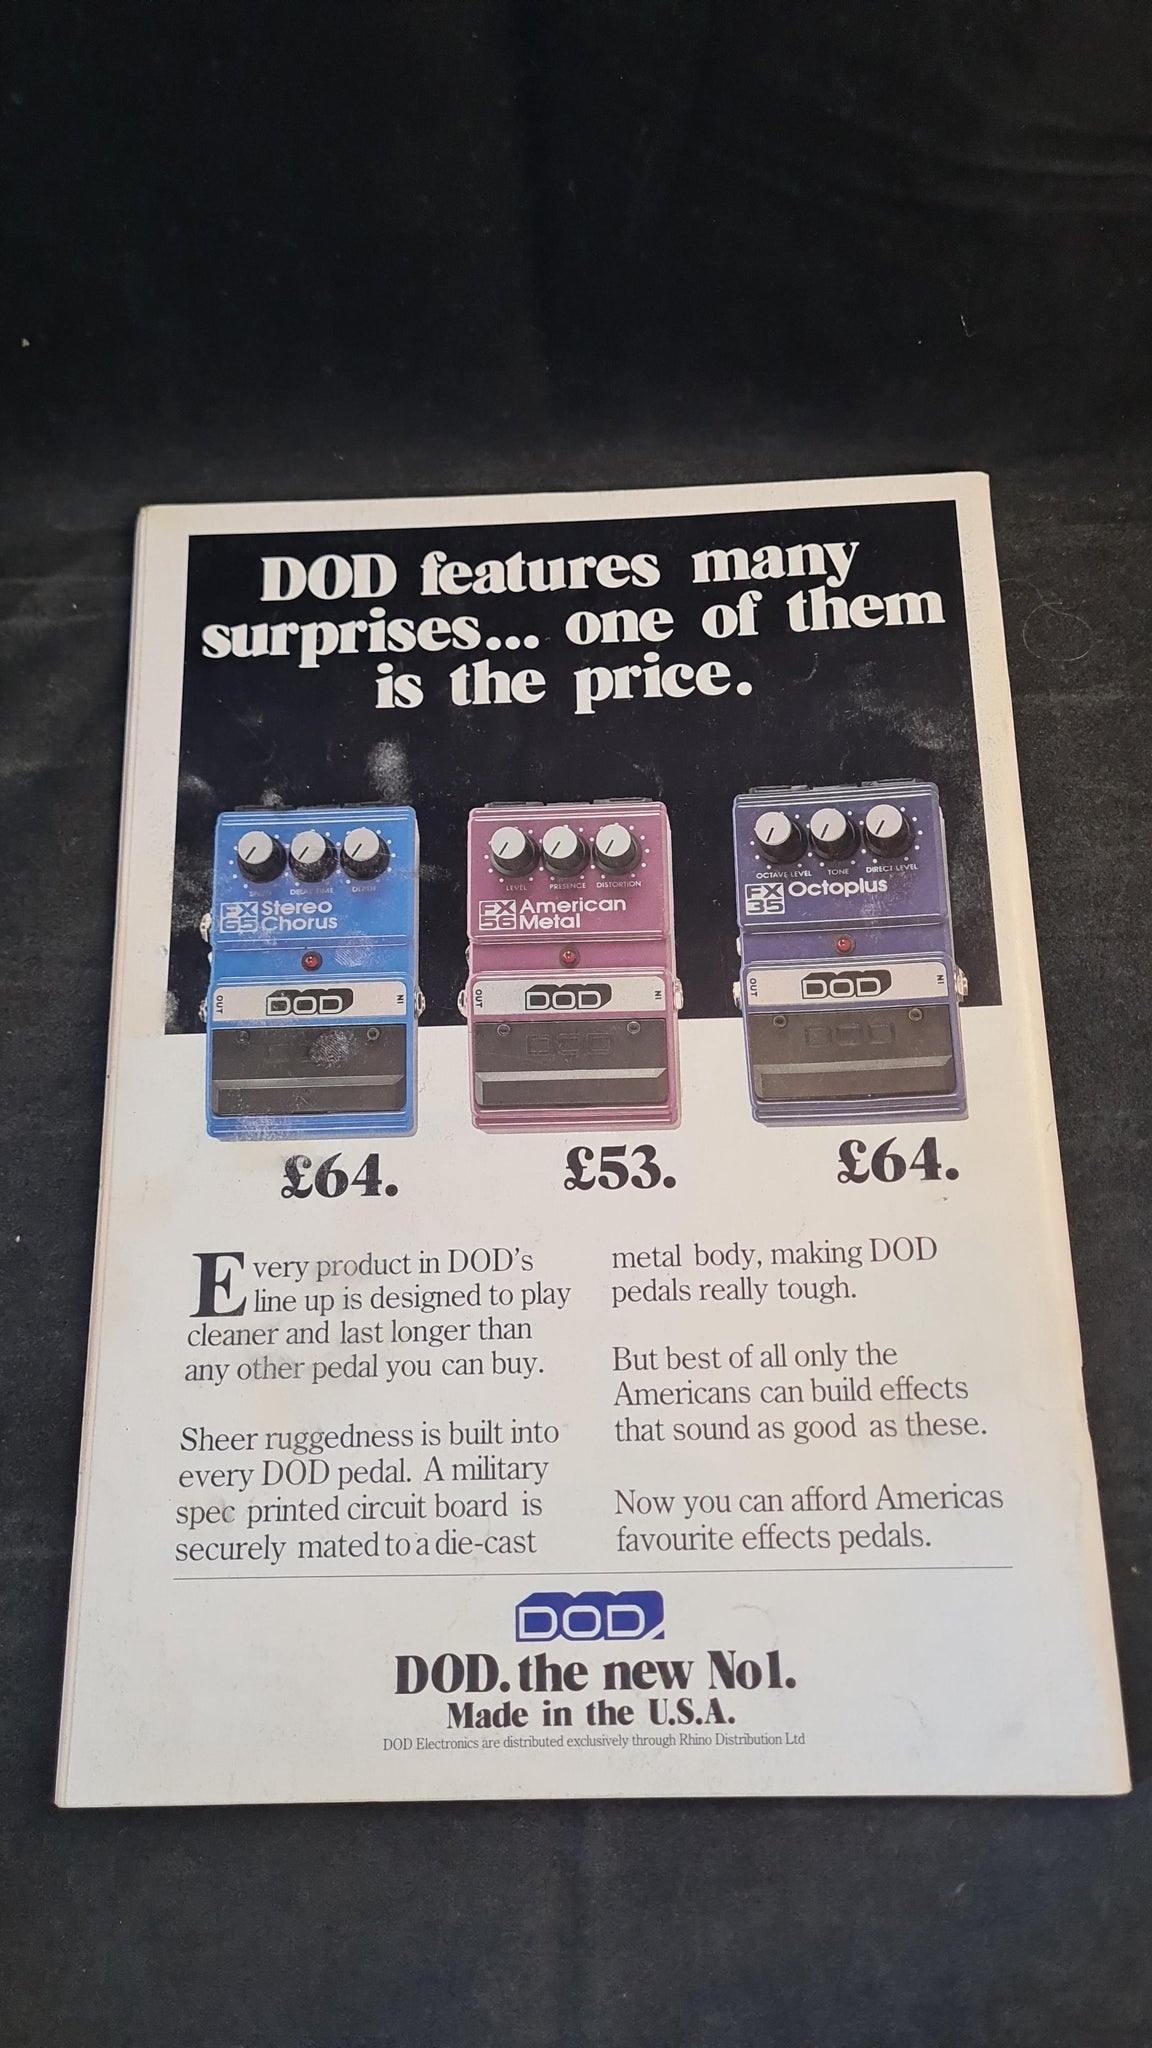 DOD features many
surprises... one of them
is the price.
SPEED DELAY TIME DEPTH
FX 65 Stereo
Chorus
OUT DOD IN
LEVEL PRESENCE DISTORTION
FX 56 American
Metal
OUT DOD IN
DOD
OCTAVE LEVEL TONE DIRECT LEVEL
FX 35 Octoplus
OUT DOD IN
DOD
£64.
£53.
£64.
Every product in DOD's
line up is designed to play
cleaner and last longer than
any other pedal you can buy.
Sheer ruggedness is built into
every DOD pedal. A military
spec printed circuit board is
securely mated to a die-cast
metal body, making DOD
pedals really tough.
But best of all only the
Americans can build effects
that sound as good as these.
Now you can afford Americas
favourite effects pedals.
DOD
DOD. the new No1.
Made in the U.S.A.
DOD Electronics are distributed exclusively through Rhino Distribution Ltd